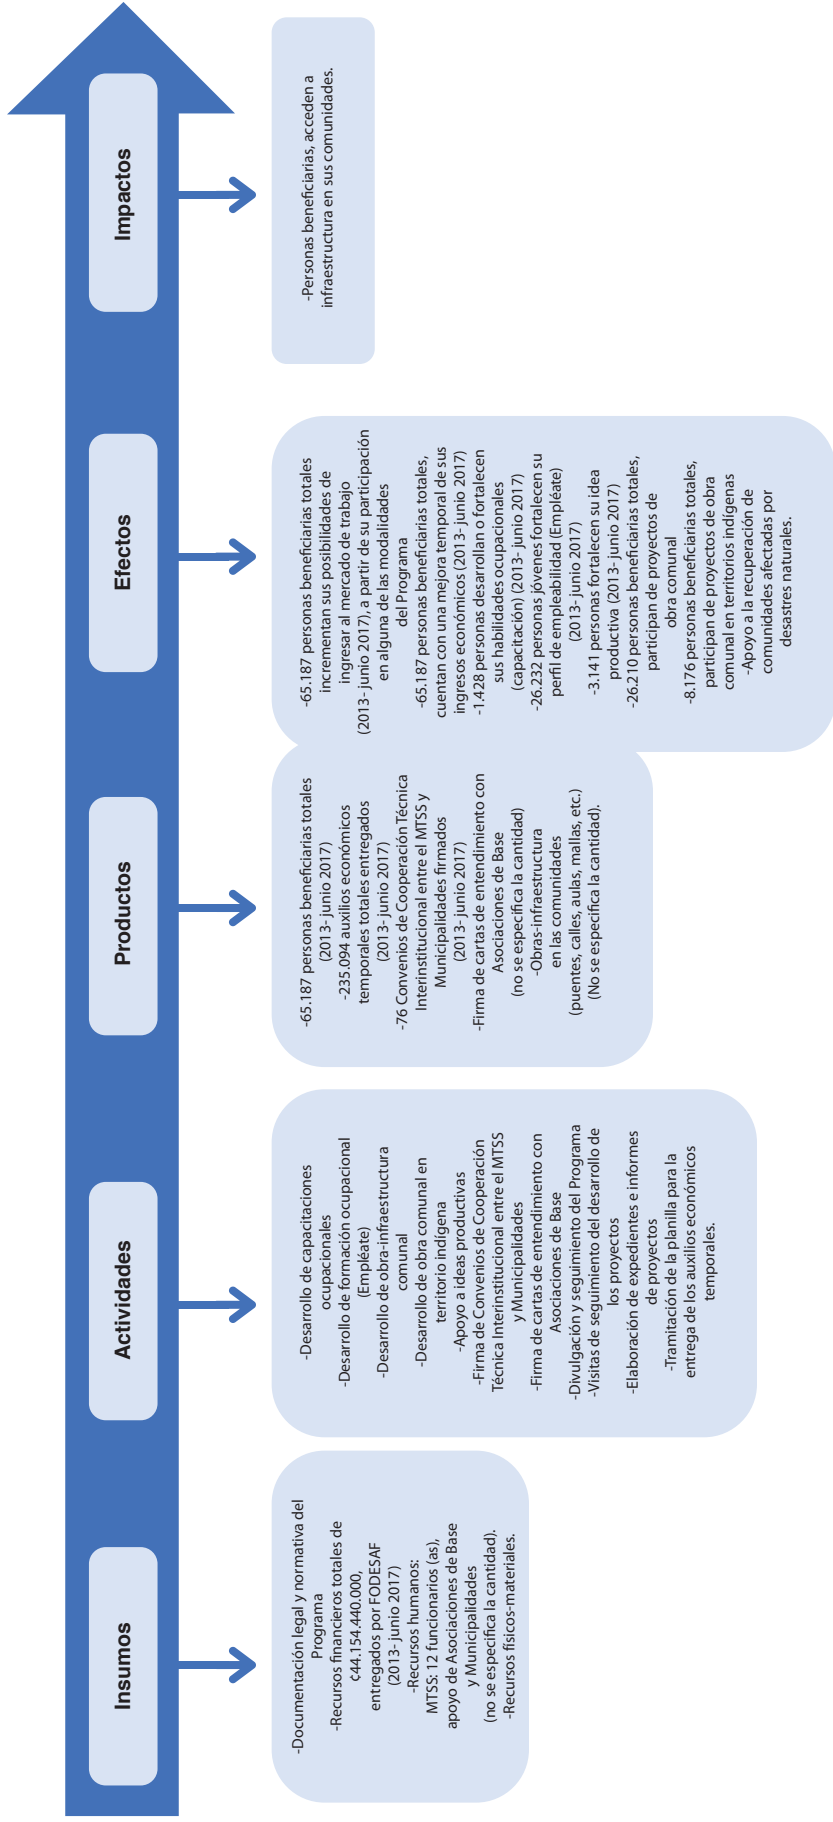 Insumos
-Documentación legal y normativa del
Programa
-Recursos financieros totales de
¢44.154.440.000,
entregados por FODESAF
(2013- junio 2017)
-Recursos humanos:
MTSS: 12 funcionarios (as),
apoyo de Asociaciones de Base
y Municipalidades
(no se especifica la cantidad).
-Recursos físicos-materiales.
Actividades
-Desarrollo de capacitaciones
ocupacionales
-Desarrollo de formación ocupacional
(Empléate)
-Desarrollo de obra-infraestructura
comunal
-Desarrollo de obra comunal en
territorio indígena
-Apoyo a ideas productivas
-Firma de Convenios de Cooperación
Técnica Interinstitucional entre el MTSS
y Municipalidades
-Firma de cartas de entendimiento con
Asociaciones de Base
-Divulgación y seguimiento del Programa
-Visitas de seguimiento del desarrollo de
los proyectos
-Elaboración de expedientes e informes
de proyectos
-Tramitación de la planilla para la
entrega de los auxilios económicos
temporales.
Productos
-65.187 personas beneficiarias totales
(2013- junio 2017)
-235.094 auxilios económicos
temporales totales entregados
(2013- junio 2017)
-76 Convenios de Cooperación Técnica
Interinstitucional entre el MTSS y
Municipalidades firmados
(2013- junio 2017)
-Firma de cartas de entendimiento con
Asociaciones de Base
(no se especifica la cantidad)
-Obras-infraestructura
en las comunidades
(puentes, calles, aulas, mallas, etc.)
(No se especifica la cantidad).
Efectos
-65.187 personas beneficiarias totales
incrementan sus posibilidades de
ingresar al mercado de trabajo
(2013- junio 2017), a partir de su participación
en alguna de las modalidades
del Programa
-65.187 personas beneficiarias totales,
cuentan con una mejora temporal de sus
ingresos económicos (2013- junio 2017)
-1.428 personas desarrollan o fortalecen
sus habilidades ocupacionales
(capacitación) (2013- junio 2017)
-26.232 personas jóvenes fortalecen su
perfil de empleabilidad (Empléate)
(2013- junio 2017)
-3.141 personas fortalecen su idea
productiva (2013- junio 2017)
-26.210 personas beneficiarias totales,
participan de proyectos de
obra comunal
-8.176 personas beneficiarias totales,
participan de proyectos de obra
comunal en territorios indígenas
-Apoyo a la recuperación de
comunidades afectadas por
desastres naturales.
Impactos
-Personas beneficiarias, acceden a
infraestructura en sus comunidades.